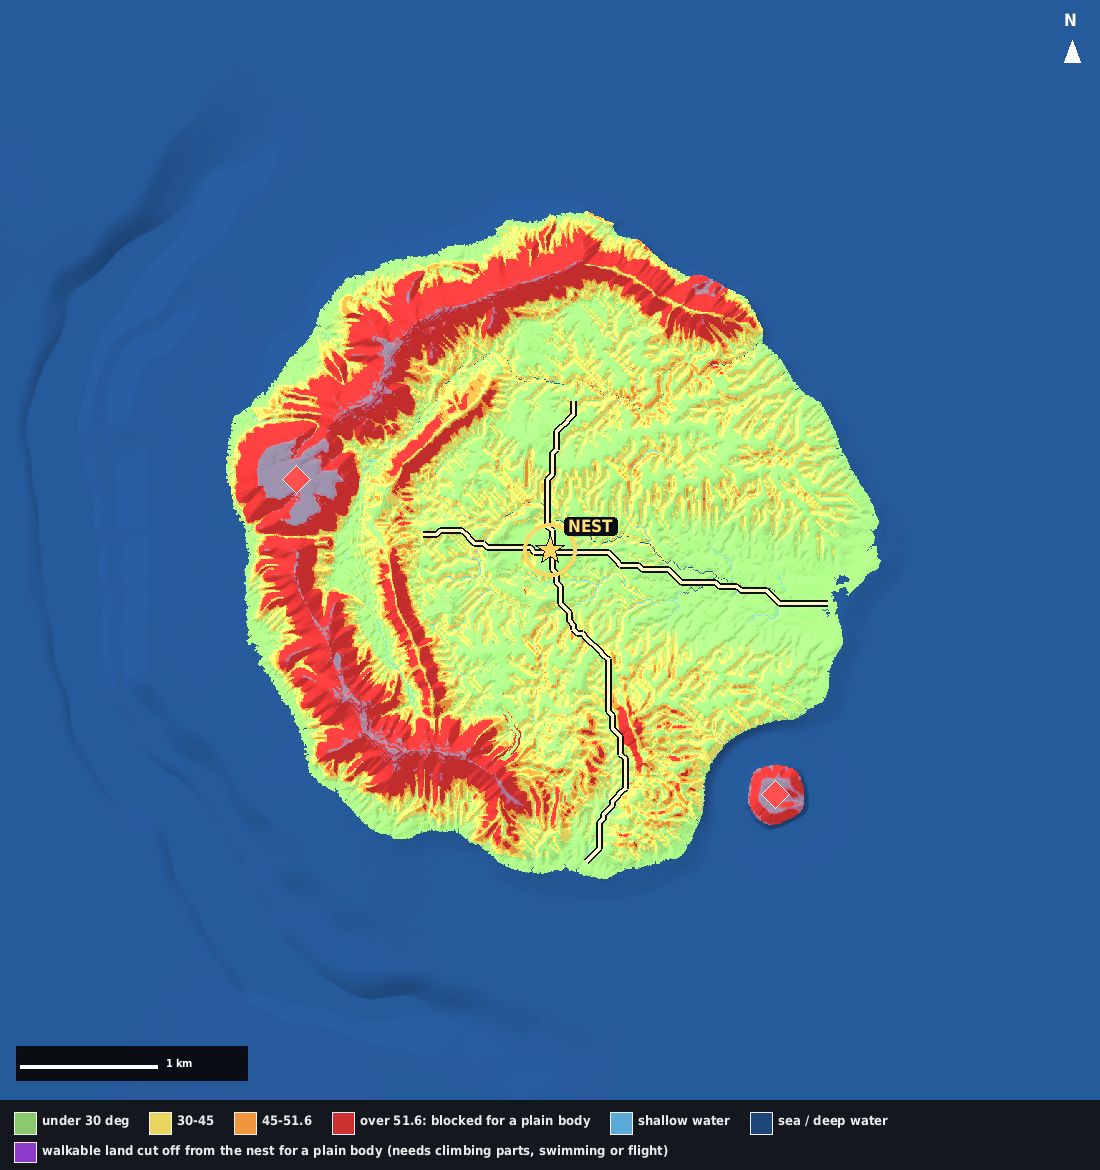 N
NEST
1 km
under 30 deg
30-45
45-51.6
over 51.6: blocked for a plain body
shallow water
sea / deep water
walkable land cut off from the nest for a plain body (needs climbing parts, swimming or flight)